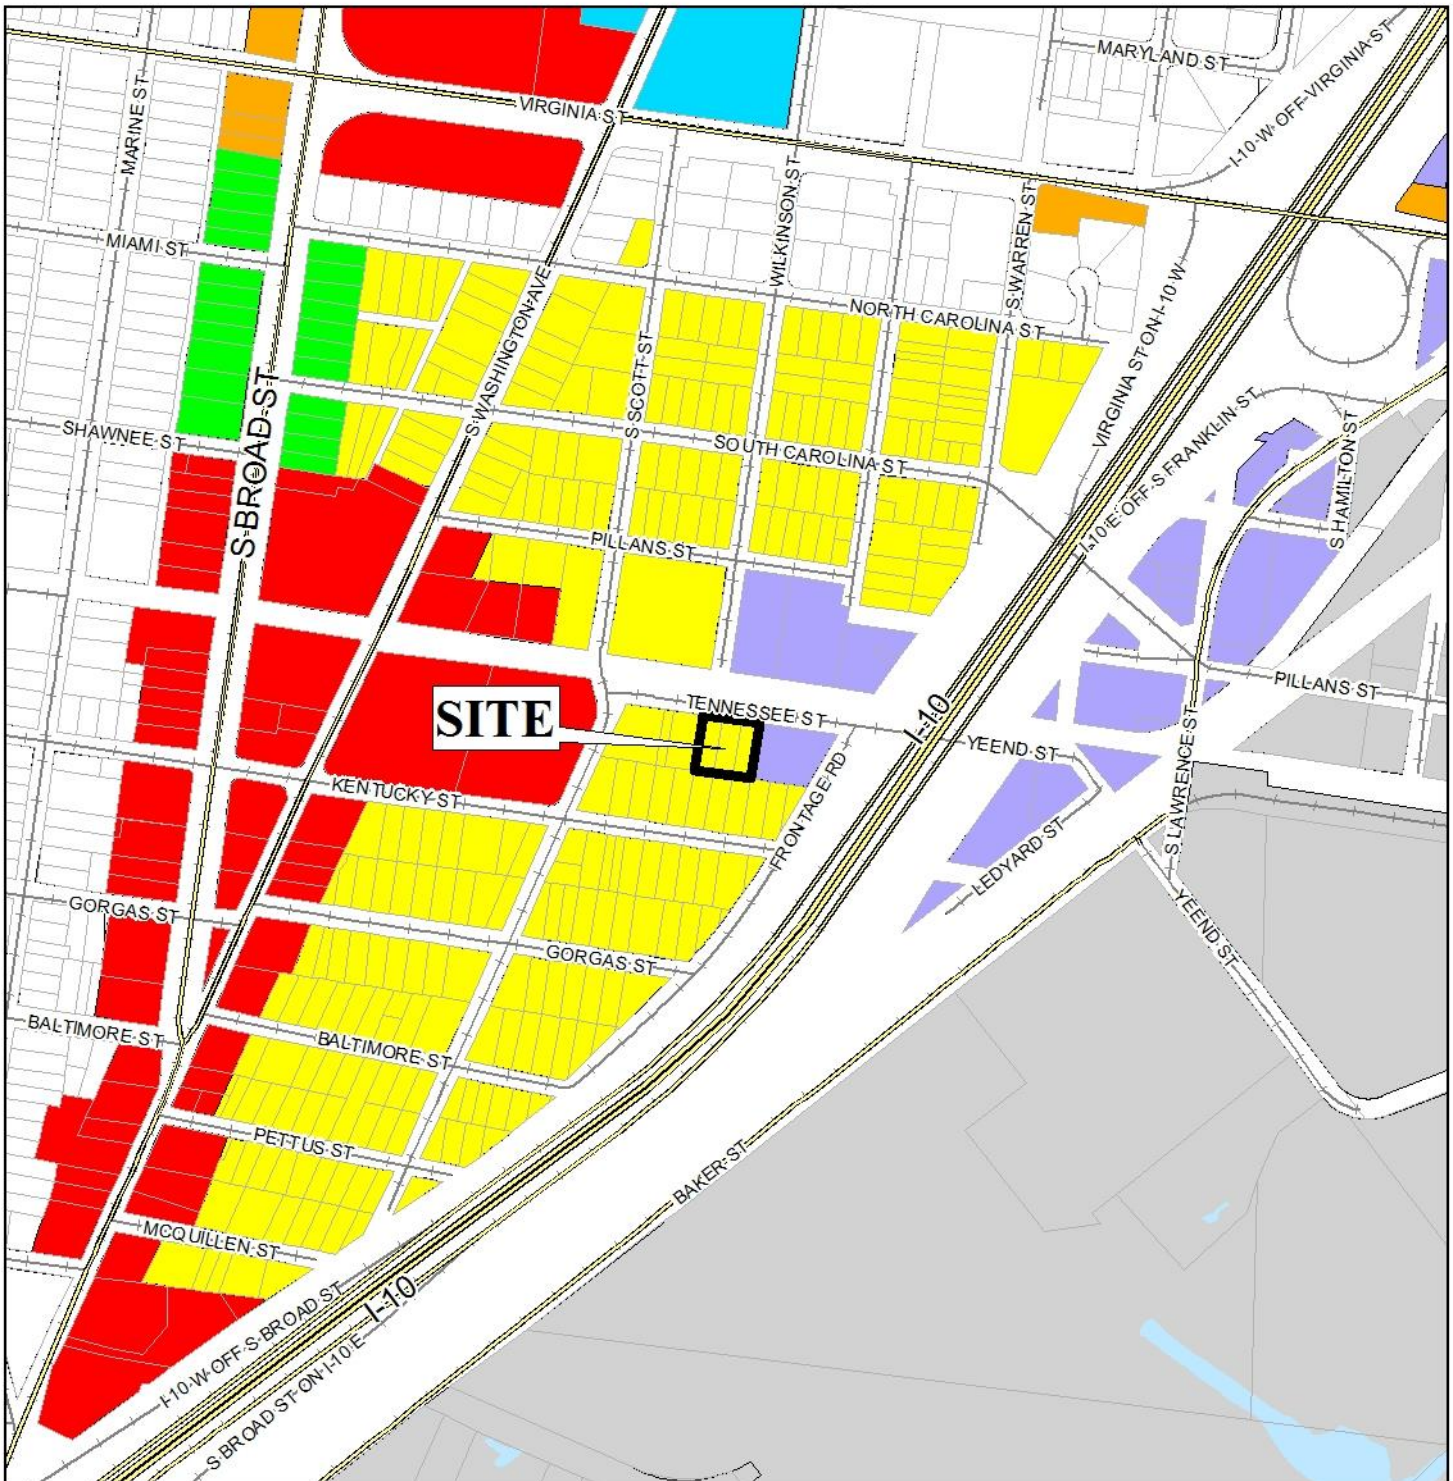 MARYLAND ST
I-10 W OFF VIRGINIA ST
MARINE ST
VIRGINIA ST
WILKINSON ST
S WARREN ST
MIAMI ST
S WASHINGTON AVE
NORTH CAROLINA ST
VIRGINIA ST ON I-10 W
S SCOTT ST
S BROAD ST
SHAWNEE ST
SOUTH CAROLINA ST
I-10 E OFF S FRANKLIN ST
S HAMILTON ST
PILLANS ST
PILLANS ST
SITE
TENNESSEE ST
I-10
YEEND ST
S LAWRENCE ST
KENTUCKY ST
FRONTAGE RD
LEDYARD ST
GORGAS ST
GORGAS ST
YEEND ST
BALTIMORE ST
BALTIMORE ST
PETTUS ST
BAKER ST
MCQUILLEN ST
I-10
I-10 W OFF S BROAD ST
S BROAD ST ON I-10 E